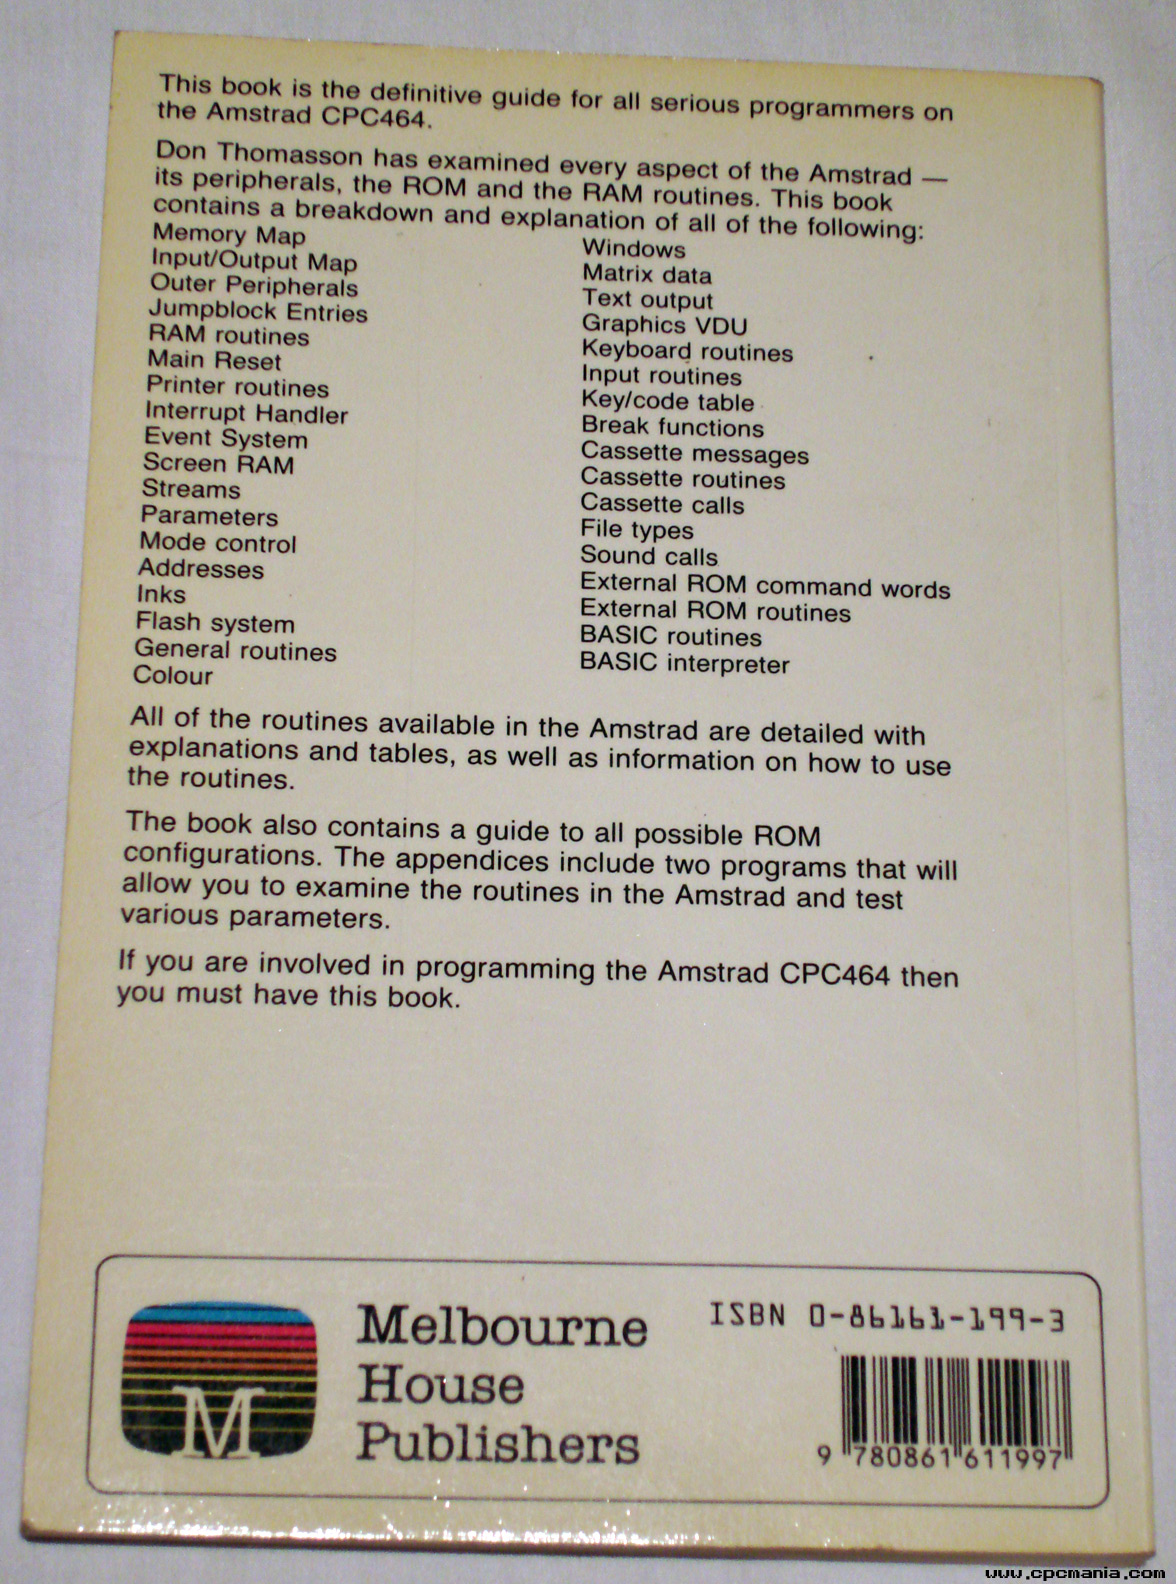 This book is the definitive guide for all serious programmers on
the Amstrad CPC464.
Don Thomasson has examined every aspect of the Amstrad —
its peripherals, the ROM and the RAM routines. This book
contains a breakdown and explanation of all of the following:
Memory Map
Input/Output Map
Outer Peripherals
Jumpblock Entries
RAM routines
Main Reset
Printer routines
Interrupt Handler
Event System
Screen RAM
Streams
Parameters
Mode control
Addresses
Inks
Flash system
General routines
Colour
Windows
Matrix data
Text output
Graphics VDU
Keyboard routines
Input routines
Key/code table
Break functions
Cassette messages
Cassette routines
Cassette calls
File types
Sound calls
External ROM command words
External ROM routines
BASIC routines
BASIC interpreter
All of the routines available in the Amstrad are detailed with
explanations and tables, as well as information on how to use
the routines.
The book also contains a guide to all possible ROM
configurations. The appendices include two programs that will
allow you to examine the routines in the Amstrad and test
various parameters.
If you are involved in programming the Amstrad CPC464 then
you must have this book.
M
Melbourne
House
Publishers
ISBN 0-86161-199-3
9 780861 611997
www.cpcmania.com